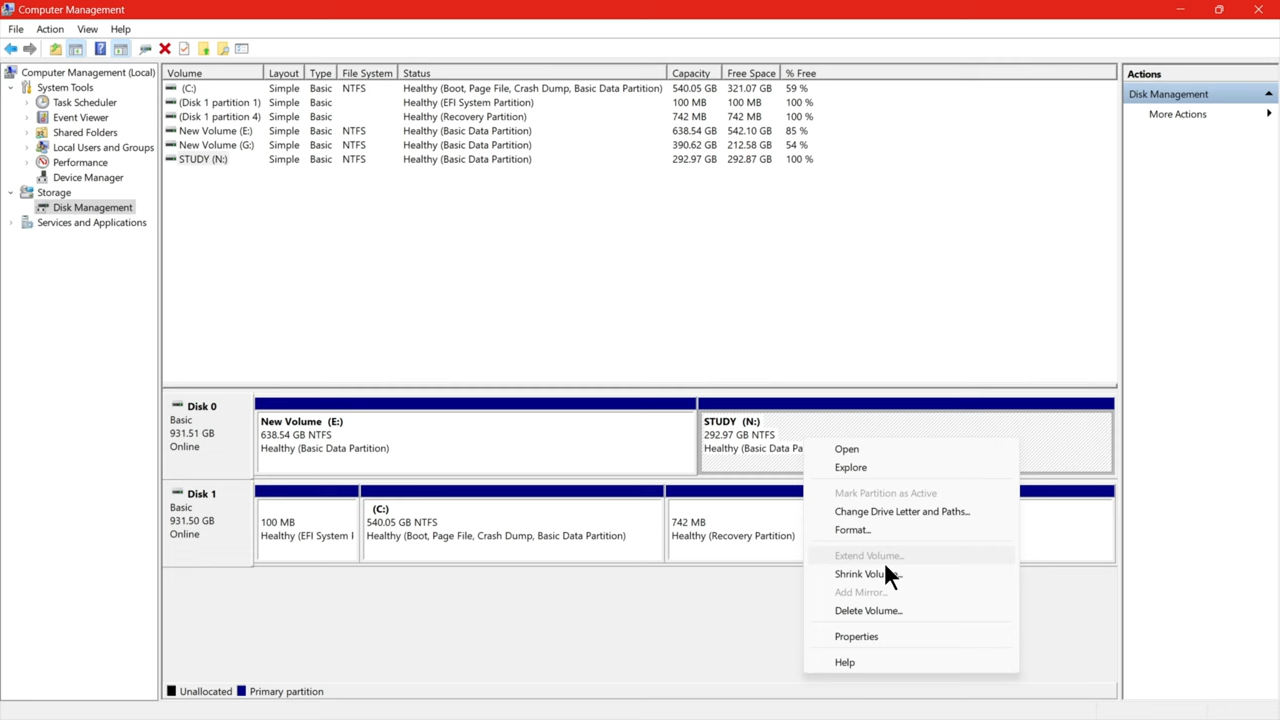 Computer Management
File Action View Help
Computer Management (Local)
System Tools
Task Scheduler
Event Viewer
Shared Folders
Local Users and Groups
Performance
Device Manager
Storage
Disk Management
Services and Applications
Volume Layout Type File System Status Capacity Free Space % Free
(C:) Simple Basic NTFS Healthy (Boot, Page File, Crash Dump, Basic Data Partition) 540.05 GB 321.07 GB 59 %
(Disk 1 partition 1) Simple Basic Healthy (EFI System Partition) 100 MB 100 MB 100 %
(Disk 1 partition 4) Simple Basic Healthy (Recovery Partition) 742 MB 742 MB 100 %
New Volume (E:) Simple Basic NTFS Healthy (Basic Data Partition) 638.54 GB 542.10 GB 85 %
New Volume (G:) Simple Basic NTFS Healthy (Basic Data Partition) 390.62 GB 212.58 GB 54 %
STUDY (N:) Simple Basic NTFS Healthy (Basic Data Partition) 292.97 GB 292.87 GB 100 %
Actions
Disk Management
More Actions
Disk 0
Basic
931.51 GB
Online
New Volume (E:)
638.54 GB NTFS
Healthy (Basic Data Partition)
STUDY (N:)
292.97 GB NTFS
Healthy (Basic Data Pa
Disk 1
Basic
931.50 GB
Online
100 MB
Healthy (EFI System
(C:)
540.05 GB NTFS
Healthy (Boot, Page File, Crash Dump, Basic Data Partition)
742 MB
Healthy (Recovery Partition)
Open
Explore
Mark Partition as Active
Change Drive Letter and Paths...
Format...
Extend Volume...
Shrink Volu
Add Mirror...
Delete Volume...
Properties
Help
Unallocated Primary partition